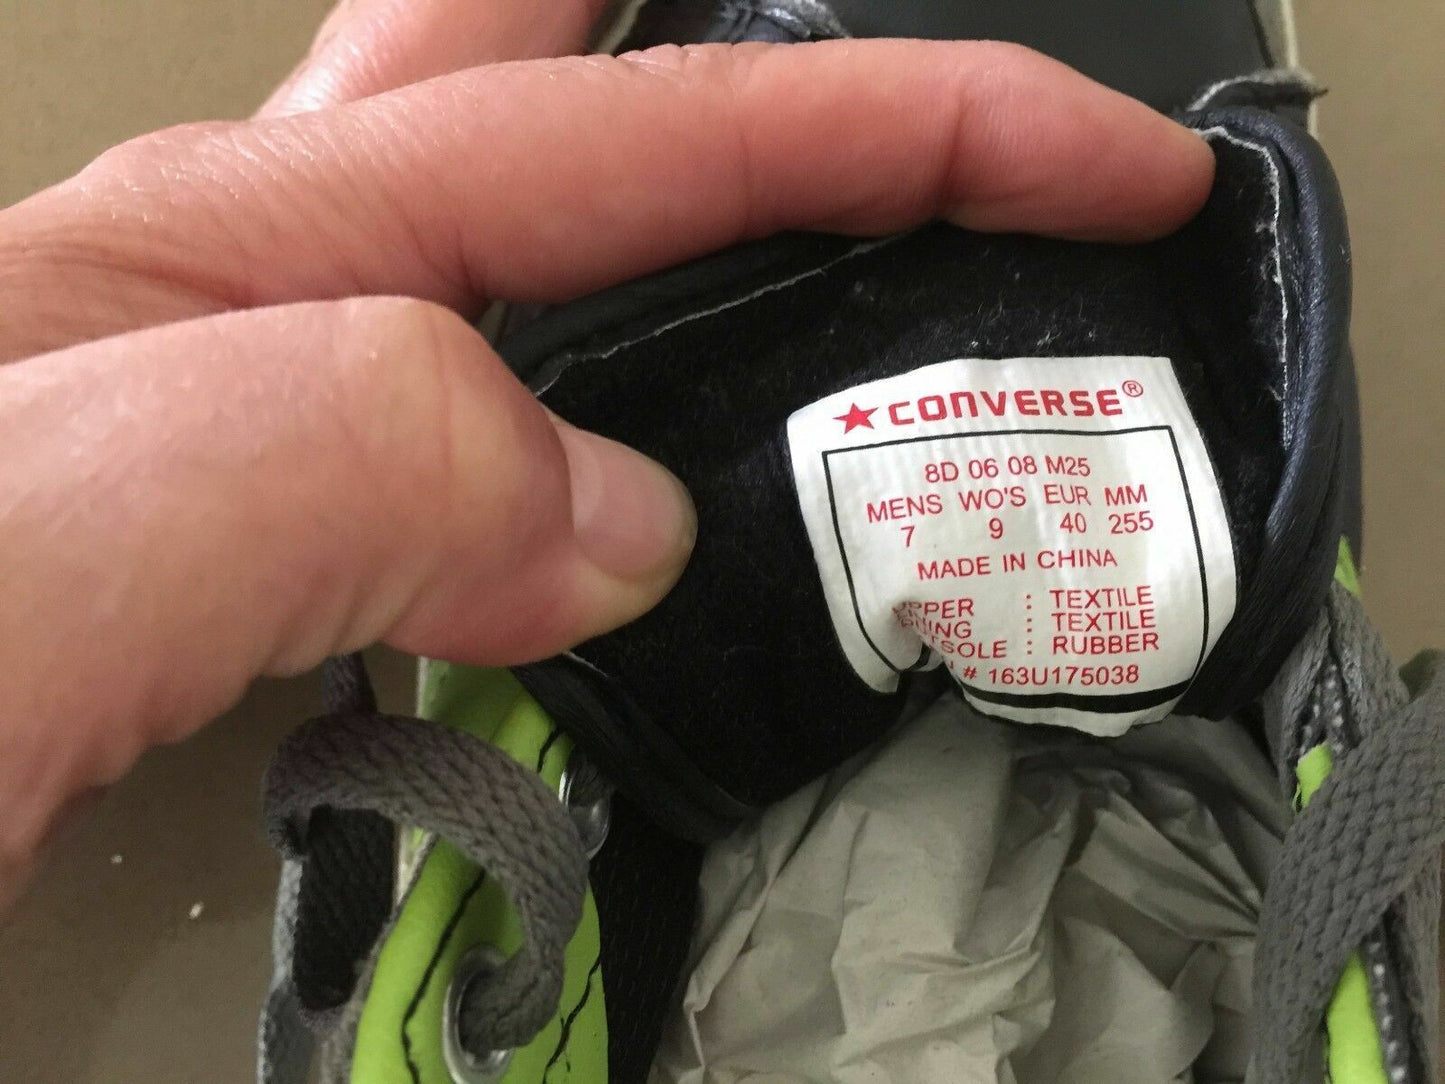 ★CONVERSE®
8D 06 08 M25
MENS WO'S EUR MM
7 9 40 255
MADE IN CHINA
UPPER : TEXTILE
: TEXTILE
: RUBBER
# 163U175038